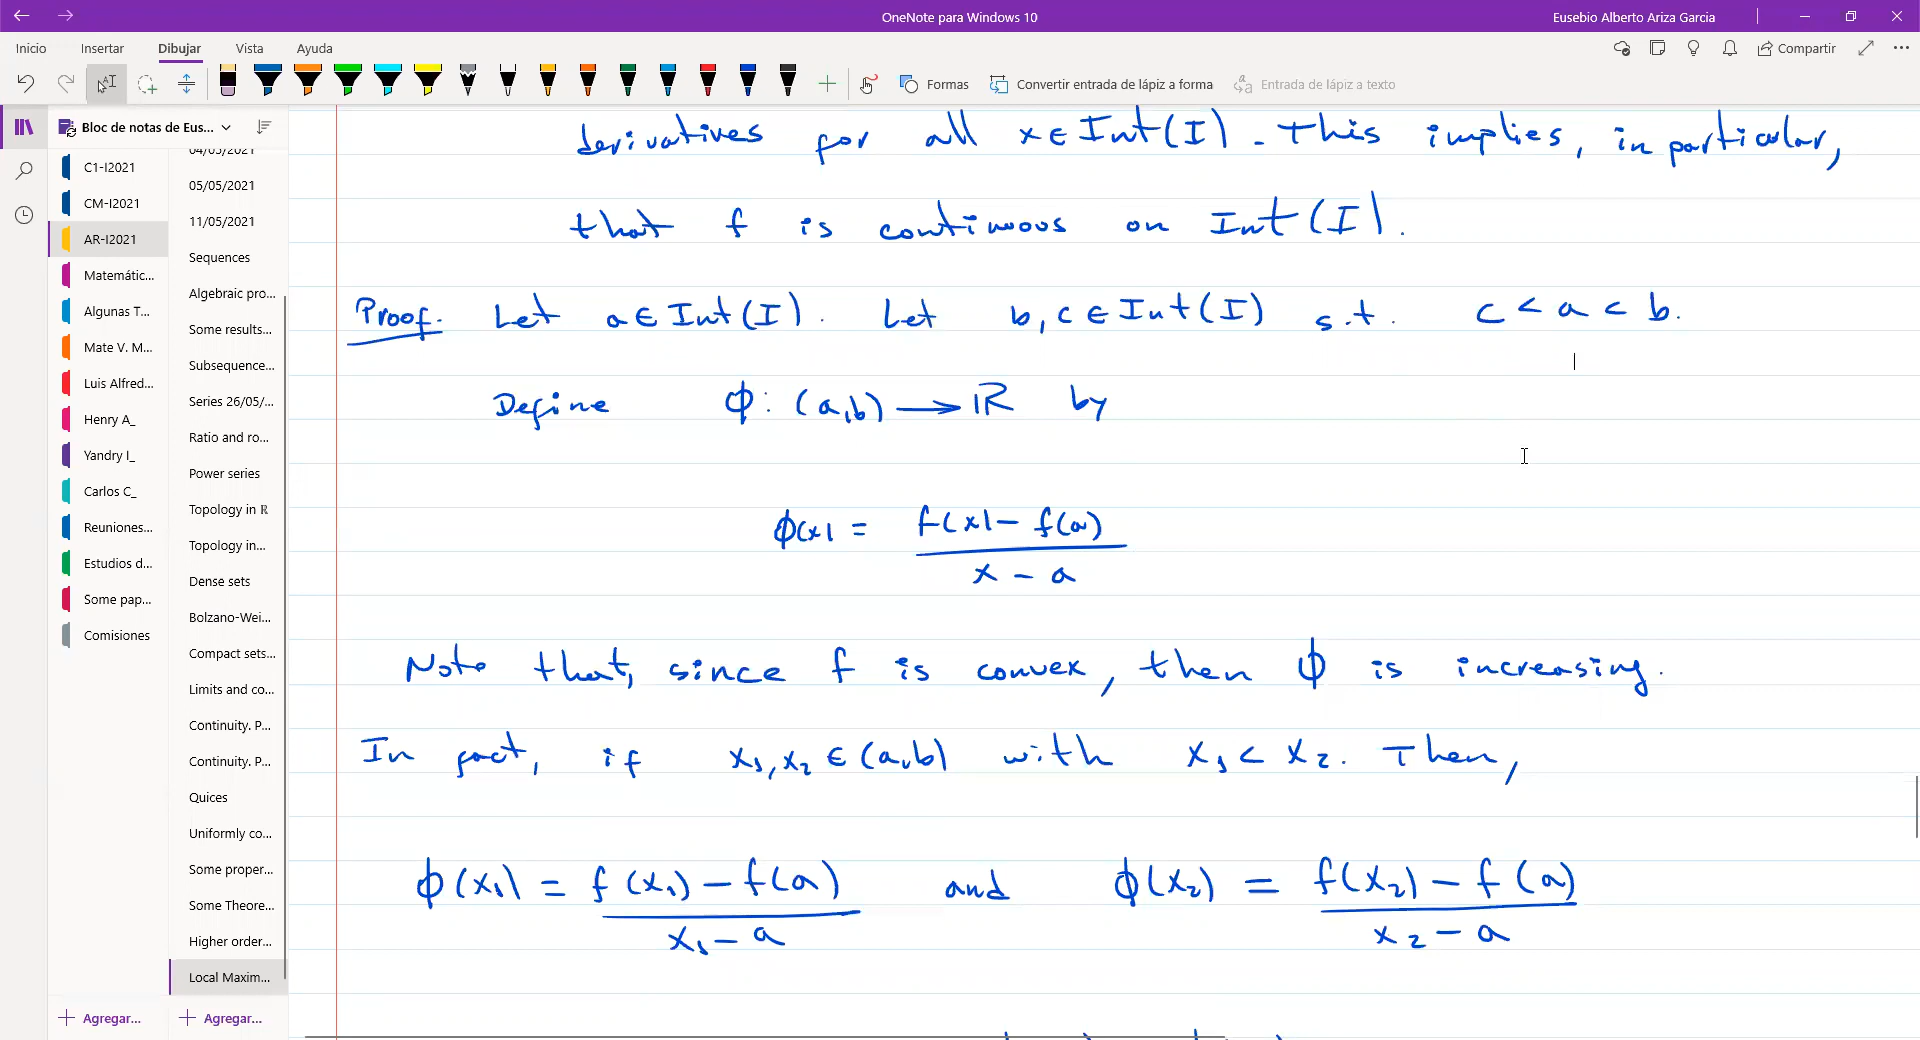 OneNote para Windows 10
Eusebio Alberto Ariza Garcia
Inicio
Insertar
Dibujar
Vista
Ayuda
Compartir
Formas
Convertir entrada de lápiz a forma
Entrada de lápiz a texto
Bloc de notas de Eus...
C1-I2021
CM-I2021
AR-I2021
Matemátic...
Algunas T...
Mate V. M...
Luis Alfred...
Henry A_
Yandry I_
Carlos C_
Reuniones...
Estudios d...
Some pap...
Comisiones
Agregar...
04/05/2021
05/05/2021
11/05/2021
Sequences
Algebraic pro...
Some results...
Subsequence...
Series 26/05/...
Ratio and ro...
Power series
Topology in ℝ
Topology in...
Dense sets
Bolzano-Wei...
Compact sets...
Limits and co...
Continuity. P...
Continuity. P...
Quices
Uniformly co...
Some proper...
Some Theore...
Higher order...
Local Maxim...
Agregar...
derivatives for all x ∈ Int(I). This implies, in particular,
that f is continuous on Int(I).
Proof. Let a ∈ Int(I). Let b, c ∈ Int(I) s.t. c < a < b.
Define ϕ: (a,b) ⟶ ℝ by
ϕ(x) = f(x) - f(a)
x - a
Note that, since f is convex, then ϕ is increasing.
In fact, if x₁, x₂ ∈ (a,b) with x₁ < x₂. Then,
ϕ(x₁) = f(x₁) - f(a) and ϕ(x₂) = f(x₂) - f(a)
x₁ - a x₂ - a